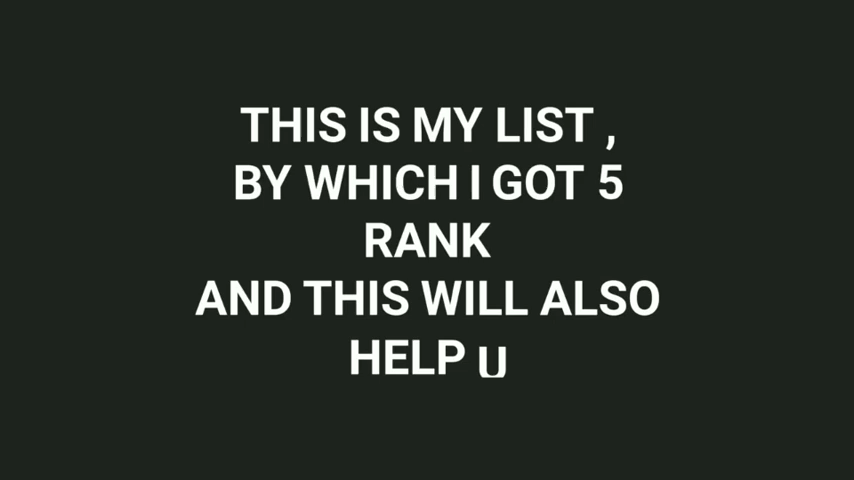 THIS IS MY LIST ,
BY WHICH I GOT 5
RANK
AND THIS WILL ALSO
HELP U